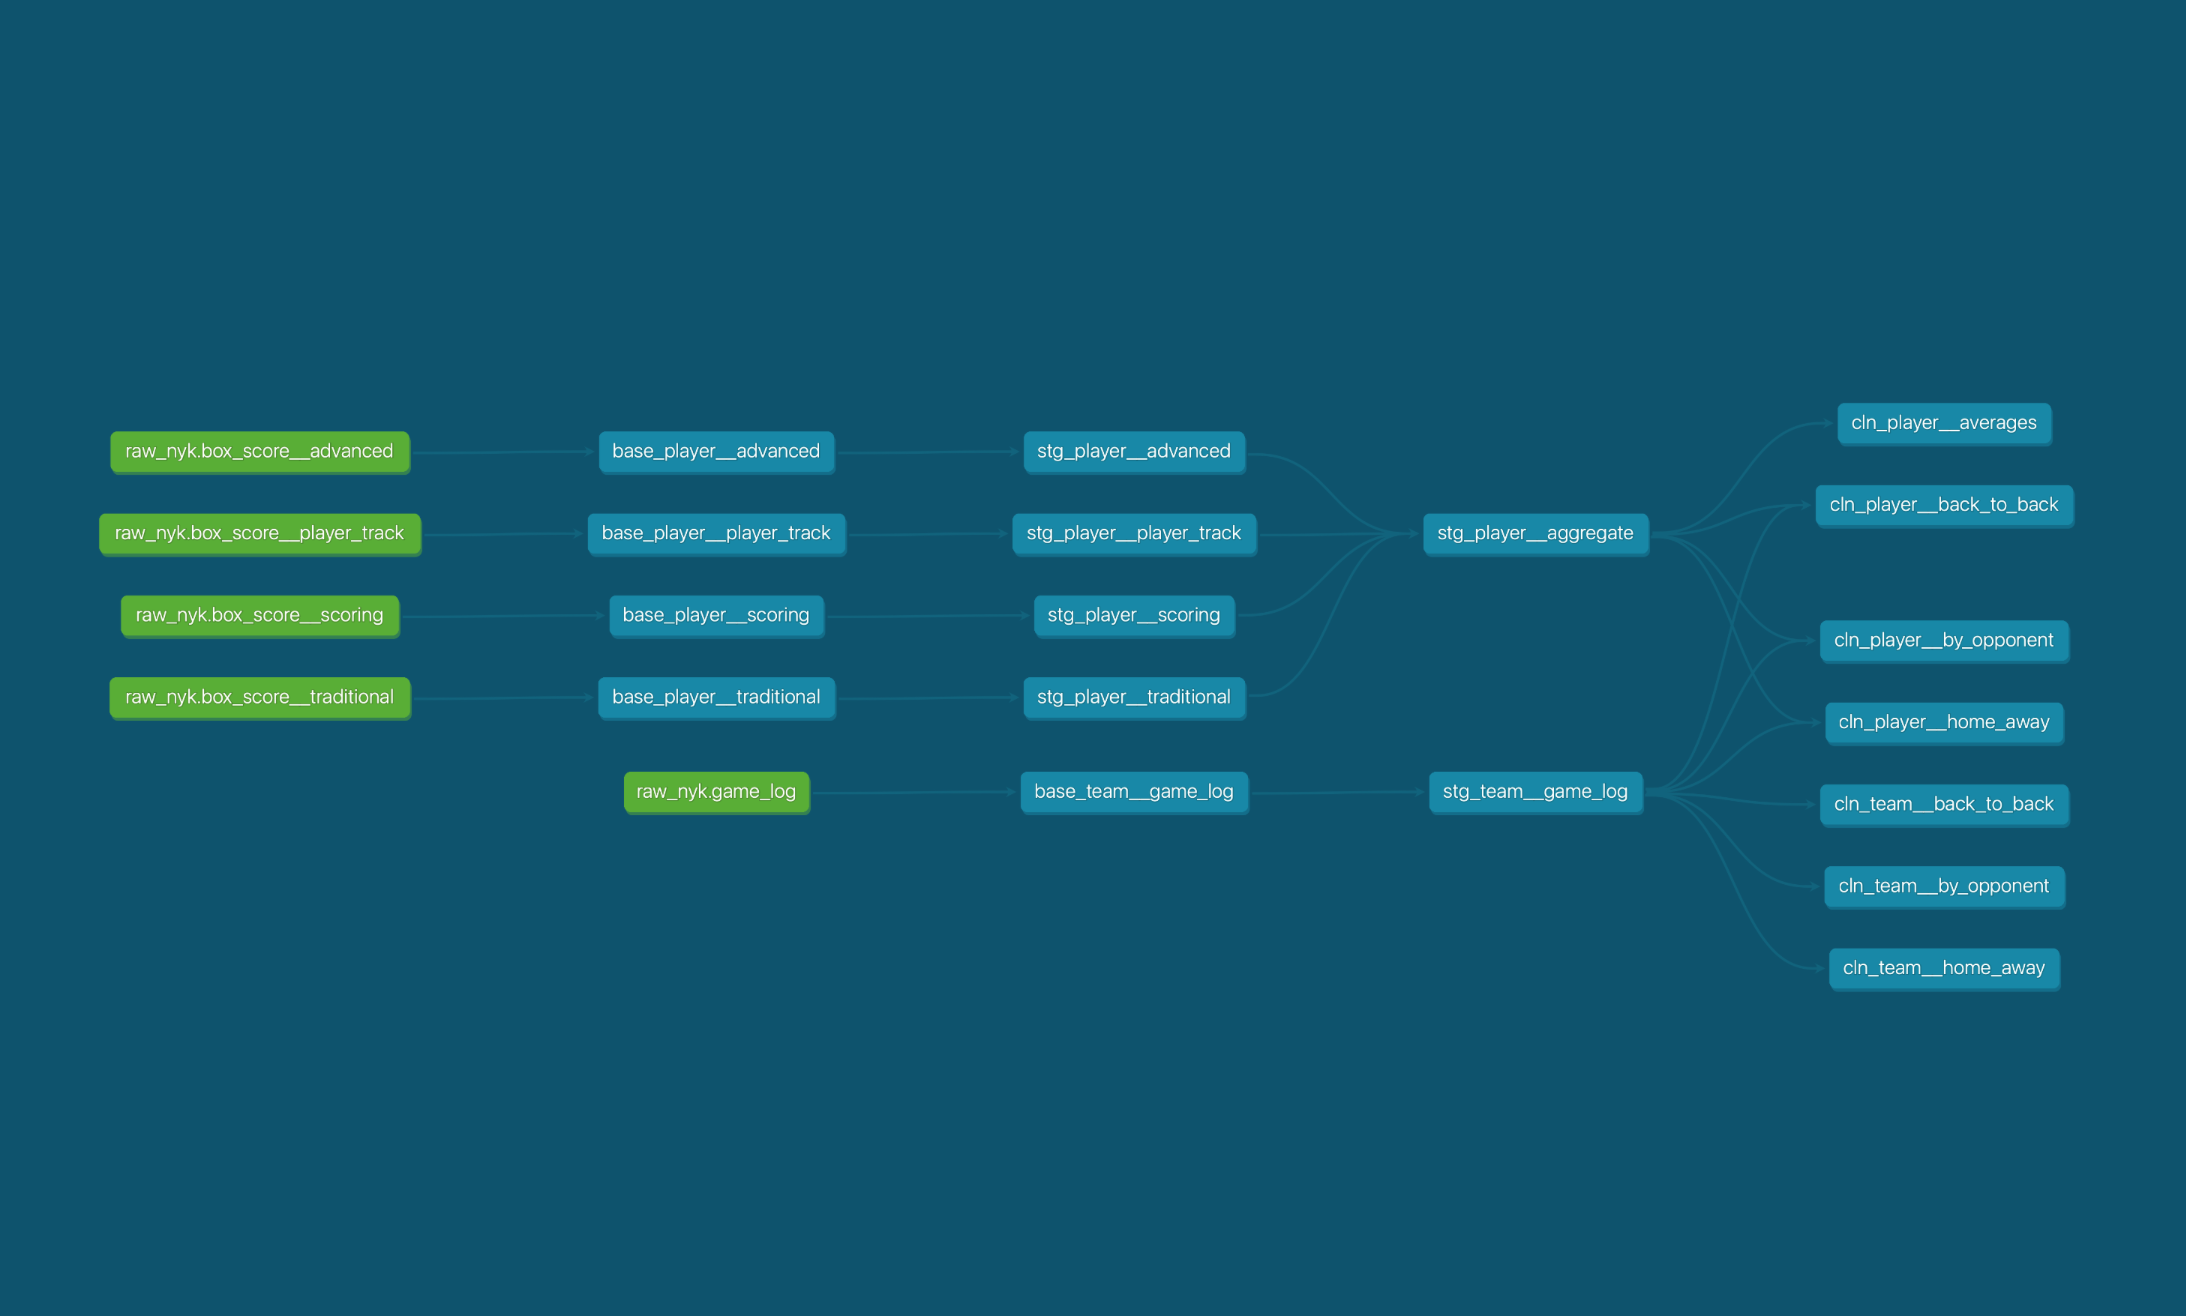 raw_nyk.box_score__advanced
base_player__advanced
stg_player__advanced
raw_nyk.box_score__player_track
base_player__player_track
stg_player__player_track
raw_nyk.box_score__scoring
base_player__scoring
stg_player__scoring
raw_nyk.box_score__traditional
base_player__traditional
stg_player__traditional
raw_nyk.game_log
base_team__game_log
stg_player__aggregate
stg_team__game_log
cln_player__averages
cln_player__back_to_back
cln_player__by_opponent
cln_player__home_away
cln_team__back_to_back
cln_team__by_opponent
cln_team__home_away